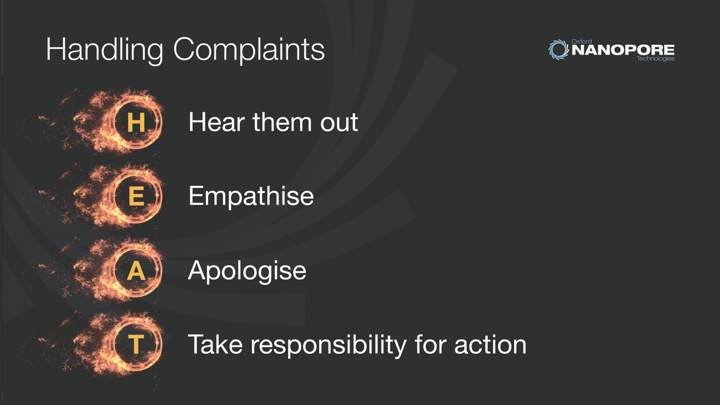 Handling Complaints
Oxford
NANOPORE
Technologies
H Hear them out
E Empathise
A Apologise
T Take responsibility for action